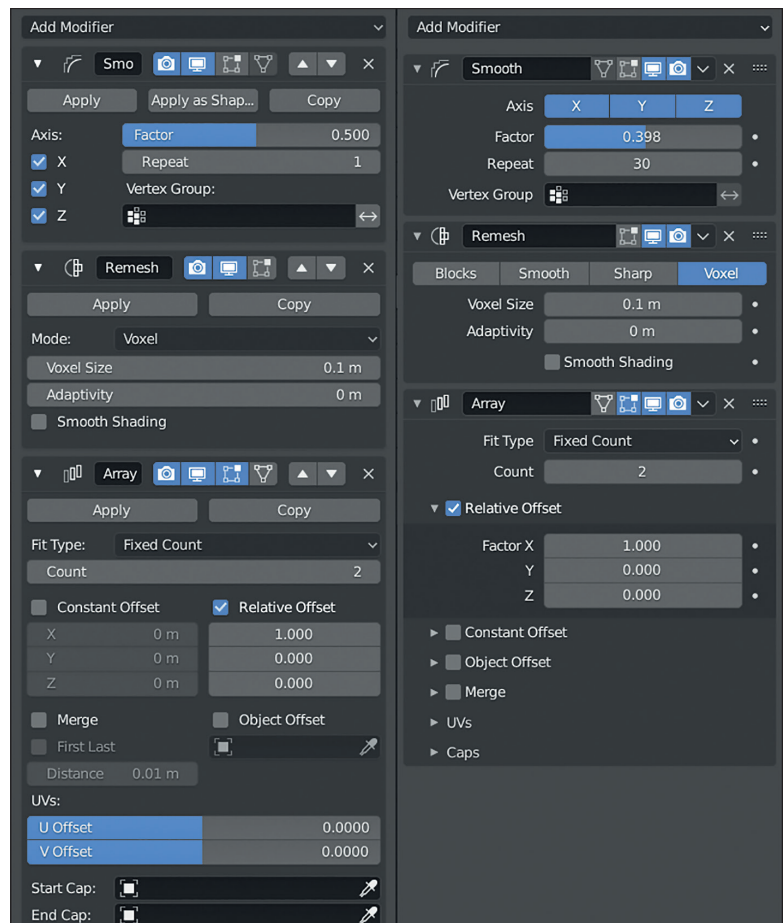 Add Modifier
Smo
Apply Apply as Shap... Copy
Axis: Factor 0.500
X Repeat 1
Y Vertex Group:
Z
Remesh
Apply Copy
Mode: Voxel
Voxel Size 0.1 m
Adaptivity 0 m
Smooth Shading
Array
Apply Copy
Fit Type: Fixed Count
Count 2
Constant Offset Relative Offset
X 0 m 1.000
Y 0 m 0.000
Z 0 m 0.000
Merge Object Offset
First Last
Distance 0.01 m
UVs:
U Offset 0.0000
V Offset 0.0000
Start Cap:
End Cap:
Add Modifier
Smooth
Axis X Y Z
Factor 0.398
Repeat 30
Vertex Group
Remesh
Blocks Smooth Sharp Voxel
Voxel Size 0.1 m
Adaptivity 0 m
Smooth Shading
Array
Fit Type Fixed Count
Count 2
Relative Offset
Factor X 1.000
Y 0.000
Z 0.000
Constant Offset
Object Offset
Merge
UVs
Caps